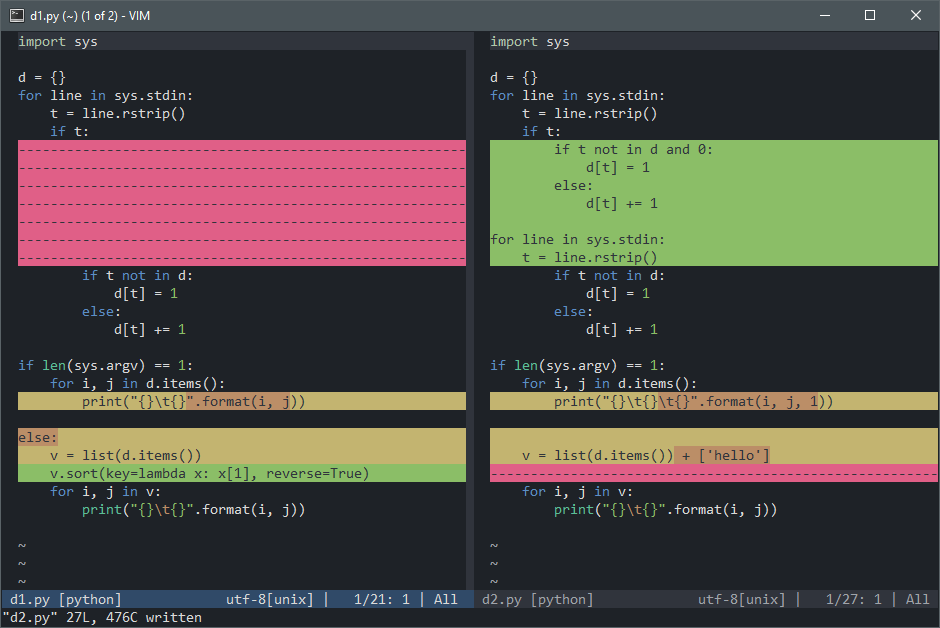 d1.py (~) (1 of 2) - VIM
import sys

d = {}
for line in sys.stdin:
    t = line.rstrip()
    if t:
---------------------------------------------------------
---------------------------------------------------------
---------------------------------------------------------
---------------------------------------------------------
---------------------------------------------------------
---------------------------------------------------------
---------------------------------------------------------
        if t not in d:
            d[t] = 1
        else:
            d[t] += 1

if len(sys.argv) == 1:
    for i, j in d.items():
        print("{}\t{}".format(i, j))

else:
    v = list(d.items())
    v.sort(key=lambda x: x[1], reverse=True)
    for i, j in v:
        print("{}\t{}".format(i, j))

~
~
~
d1.py [python] utf-8[unix] | 1/21: 1 | All
import sys

d = {}
for line in sys.stdin:
    t = line.rstrip()
    if t:
        if t not in d and 0:
            d[t] = 1
        else:
            d[t] += 1

for line in sys.stdin:
    t = line.rstrip()
        if t not in d:
            d[t] = 1
        else:
            d[t] += 1

if len(sys.argv) == 1:
    for i, j in d.items():
        print("{}\t{}\t{}".format(i, j, 1))

    v = list(d.items()) + ['hello']
---------------------------------------------------------
    for i, j in v:
        print("{}\t{}".format(i, j))

~
~
~
d2.py [python] utf-8[unix] | 1/27: 1 | All
"d2.py" 27L, 476C written